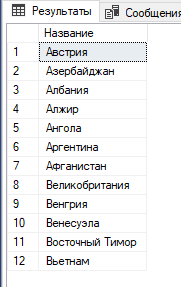 Результаты Сообщения
Название
1 Австрия
2 Азербайджан
3 Албания
4 Алжир
5 Ангола
6 Аргентина
7 Афганистан
8 Великобритания
9 Венгрия
10 Венесуэла
11 Восточный Тимор
12 Вьетнам